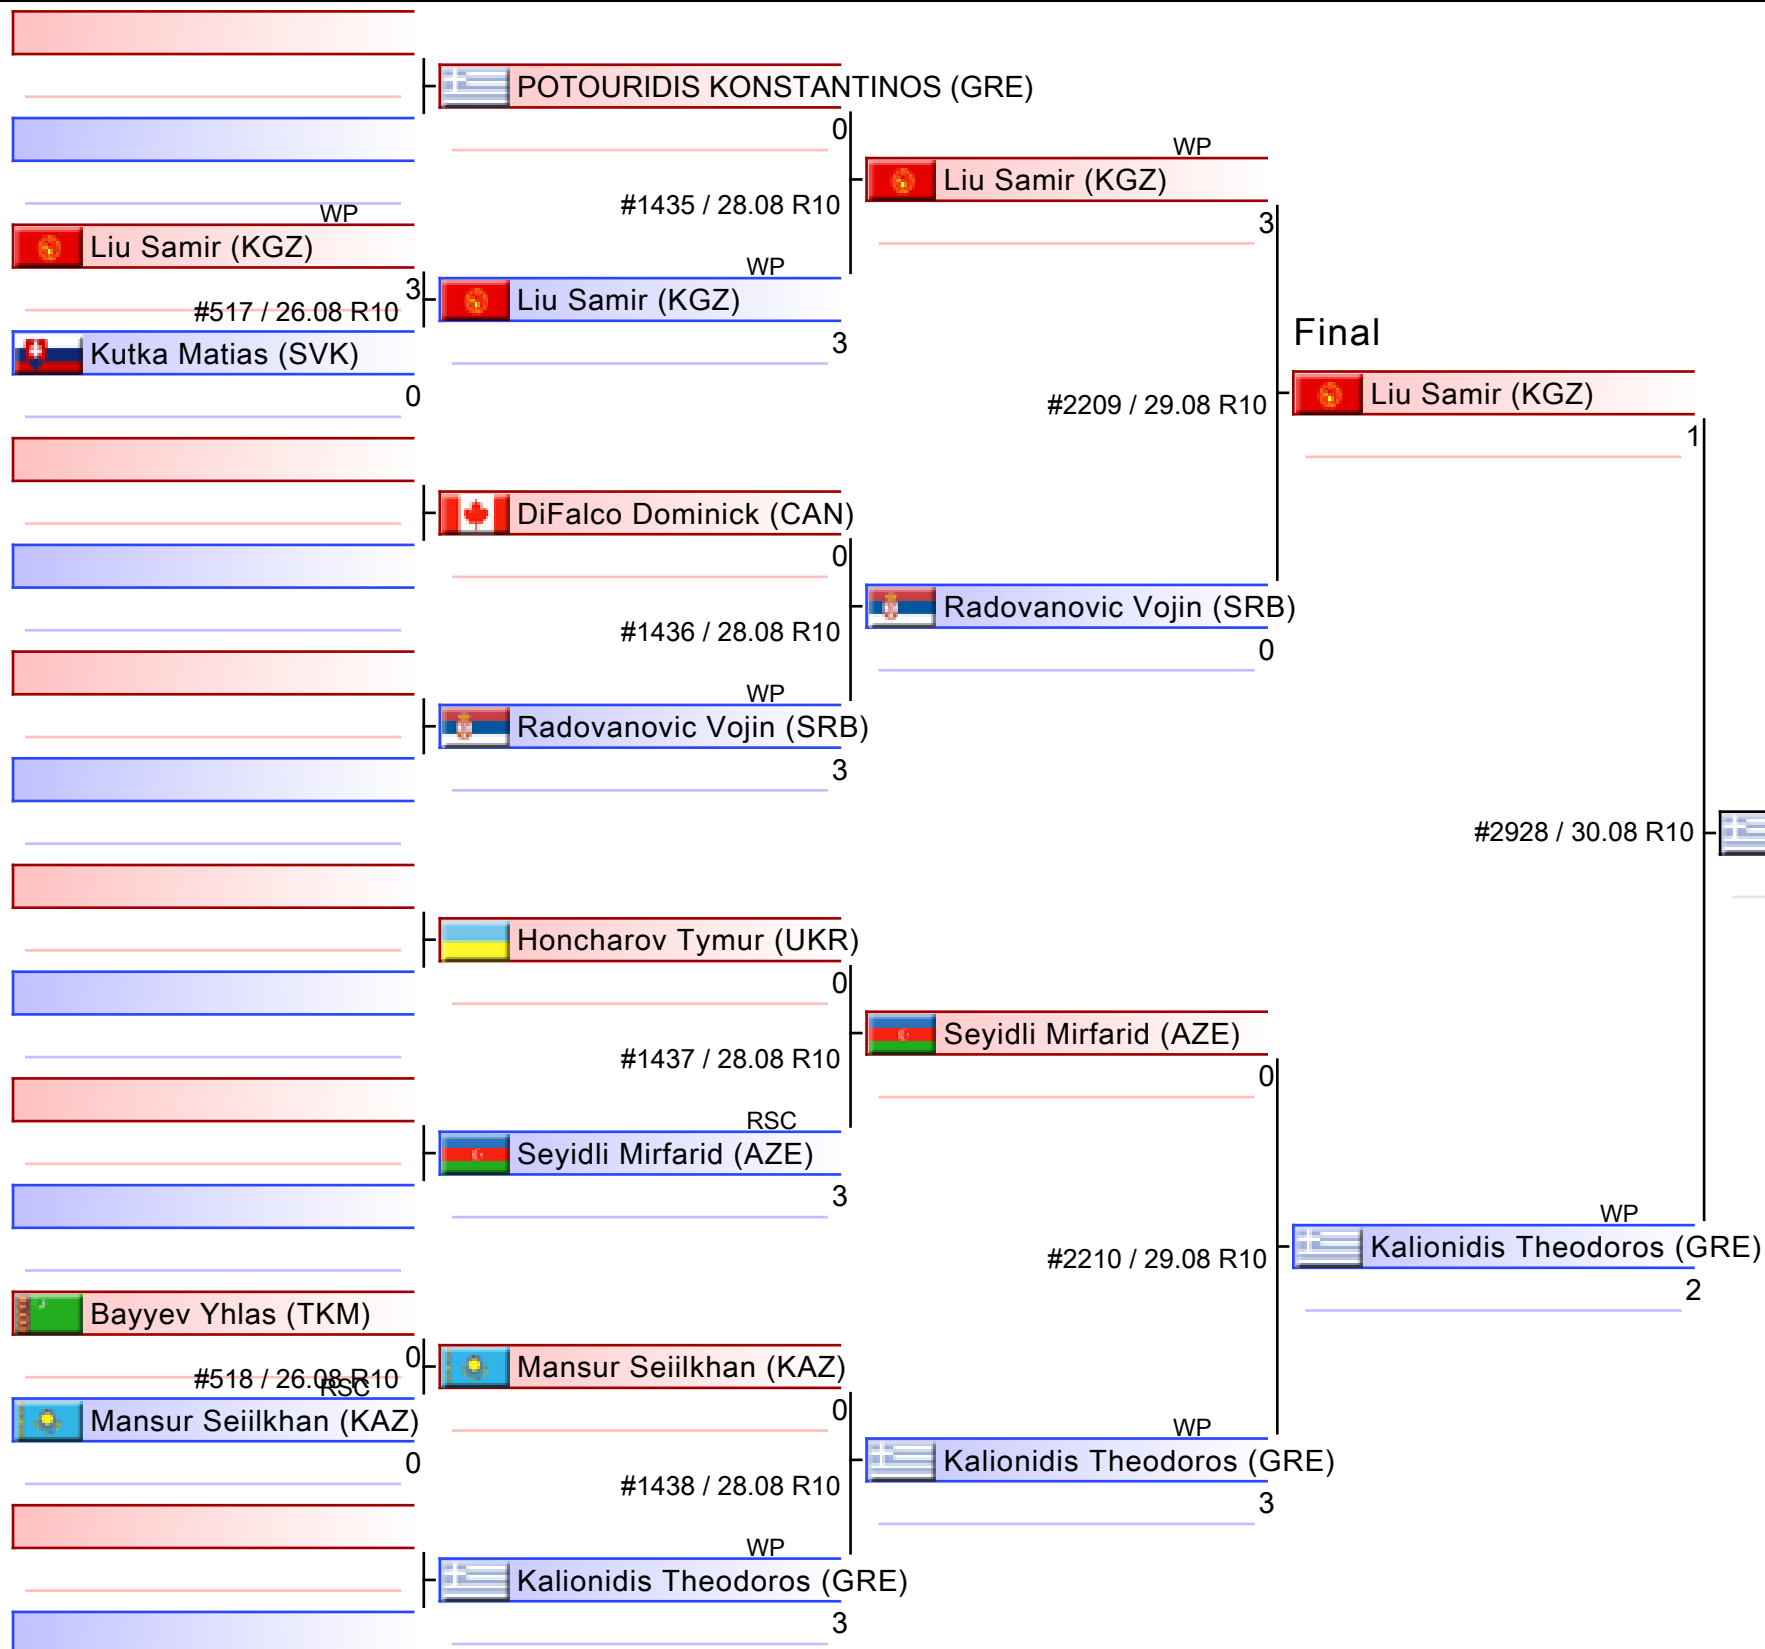 POTOURIDIS KONSTANTINOS (GRE)
0
WP
Liu Samir (KGZ)
#1435 / 28.08 R10
3
WP
Liu Samir (KGZ)
3
#517 / 26.08 R10
Kutka Matias (SVK)
0
WP
Liu Samir (KGZ)
3
Final
#2209 / 29.08 R10
Liu Samir (KGZ)
1
DiFalco Dominick (CAN)
0
Radovanovic Vojin (SRB)
0
#1436 / 28.08 R10
WP
Radovanovic Vojin (SRB)
3
#2928 / 30.08 R10
Honcharov Tymur (UKR)
0
Seyidli Mirfarid (AZE)
0
#1437 / 28.08 R10
RSC
Seyidli Mirfarid (AZE)
3
WP
#2210 / 29.08 R10
Kalionidis Theodoros (GRE)
2
Bayyev Yhlas (TKM)
0
#518 / 26.08 R10
RSC
Mansur Seiilkhan (KAZ)
0
Mansur Seiilkhan (KAZ)
0
WP
Kalionidis Theodoros (GRE)
3
#1438 / 28.08 R10
WP
Kalionidis Theodoros (GRE)
3